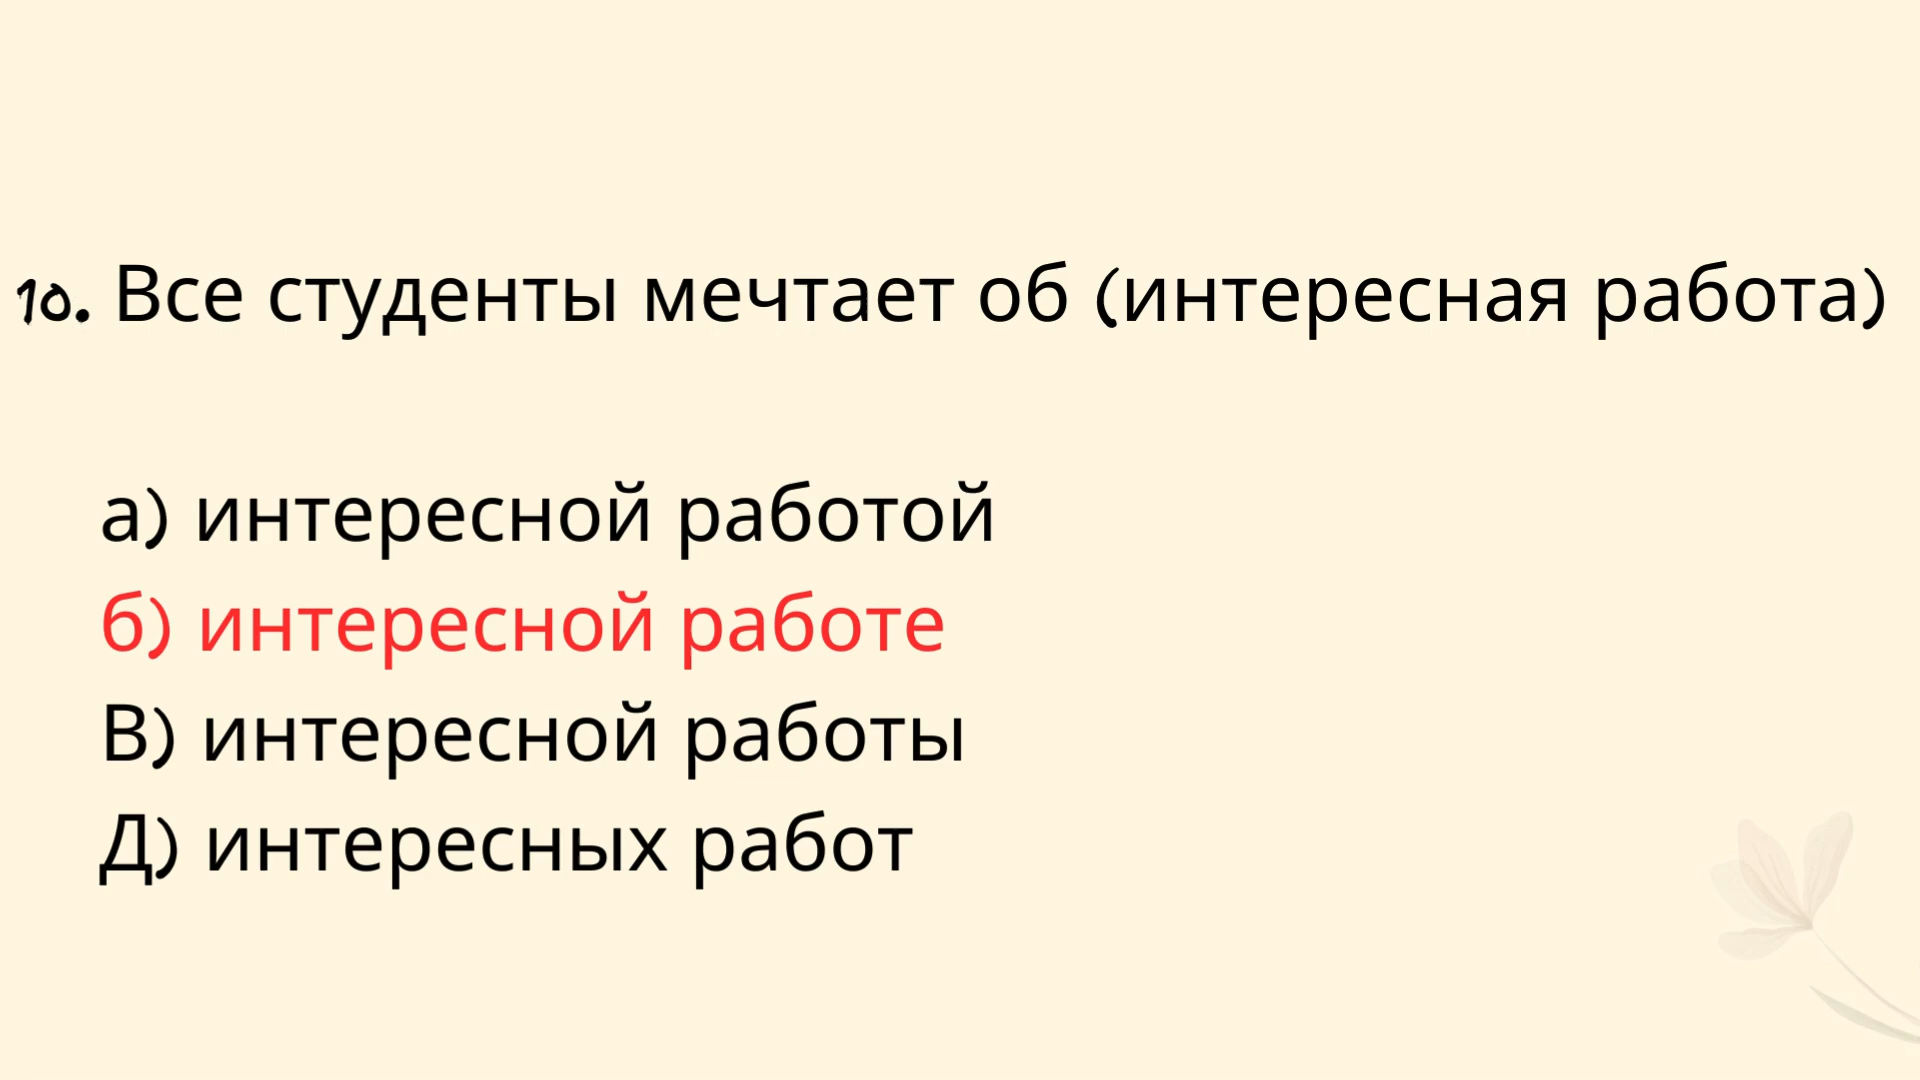 10. Все студенты мечтает об (интересная работа)
а) интересной работой
б) интересной работе
В) интересной работы
Д) интересных работ